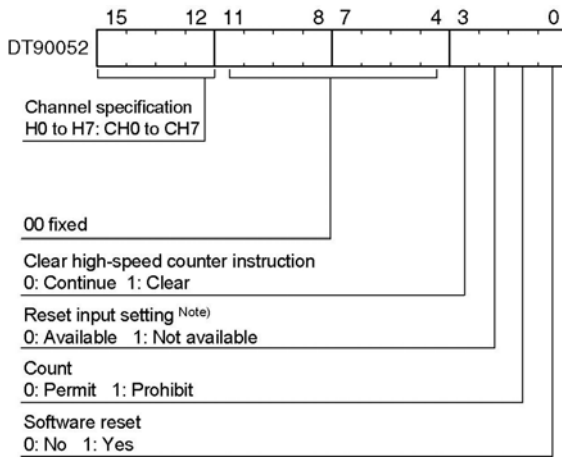 15 12 11 8 7 4 3 0
DT90052
Channel specification
H0 to H7: CH0 to CH7
00 fixed
Clear high-speed counter instruction
0: Continue 1: Clear
Reset input setting Note)
0: Available 1: Not available
Count
0: Permit 1: Prohibit
Software reset
0: No 1: Yes